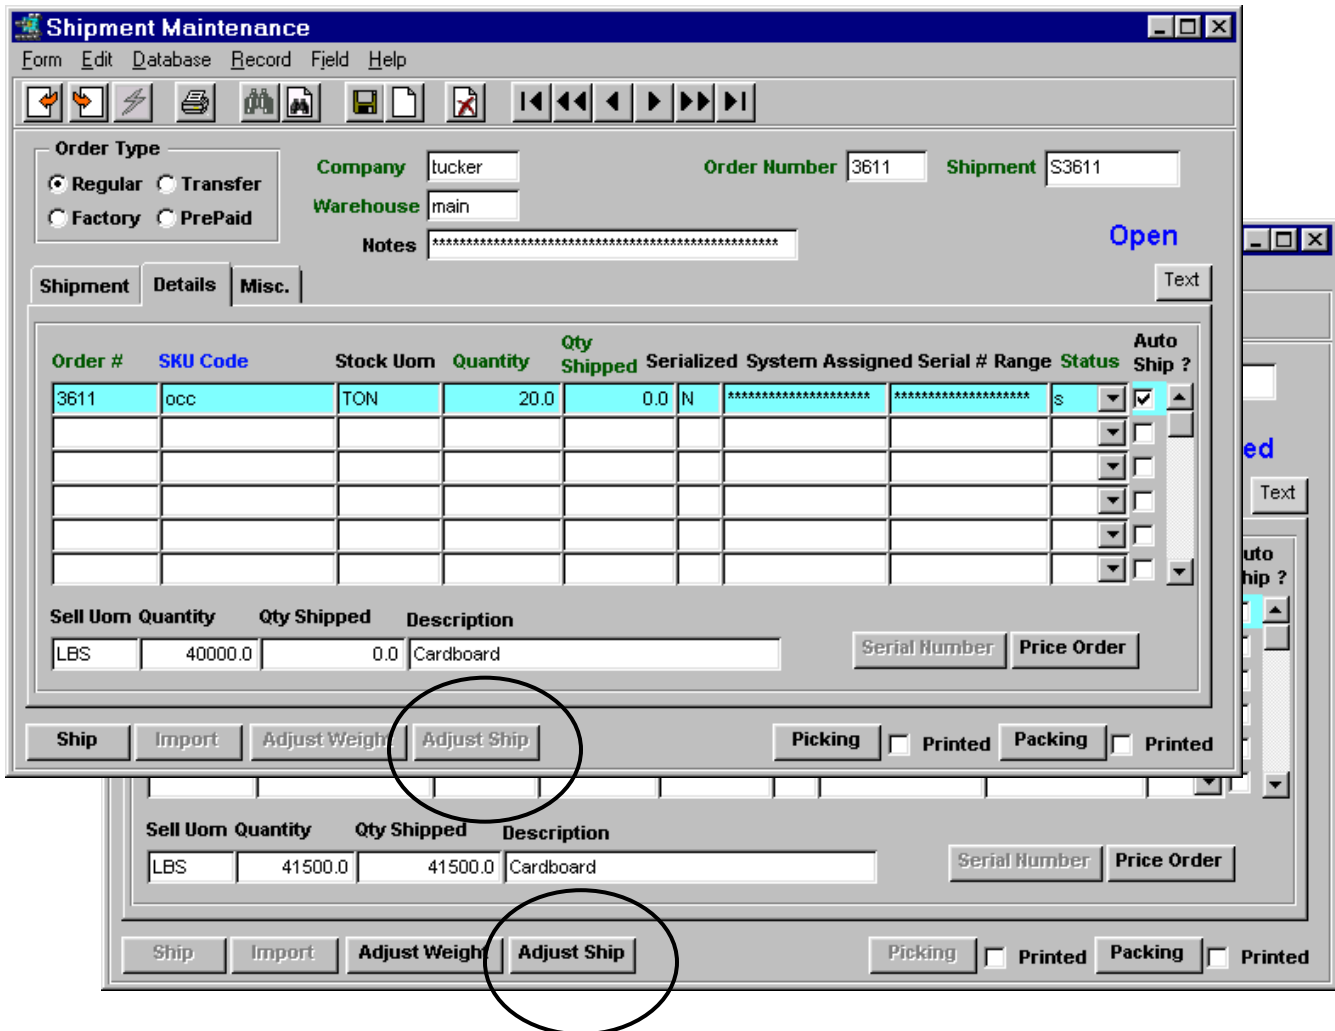 Shipment Maintenance
Form Edit Database Record Field Help
Order Type
Regular Transfer
Factory PrePaid
Company tucker
Warehouse main
Notes ****************************************************
Order Number 3611 Shipment S3611
Open
Text
Shipment Details Misc.
Order # SKU Code Stock Uom Quantity Qty Shipped Serialized System Assigned Serial # Range Status Auto Ship ?
3611 occ TON 20.0 0.0 N ********************** ********************* s
Sell Uom Quantity Qty Shipped Description
LBS 40000.0 0.0 Cardboard
Serial Number Price Order
Ship Import Adjust Weight Adjust Ship Picking Printed Packing Printed
ed
Text
uto
hip ?
Sell Uom Quantity Qty Shipped Description
LBS 41500.0 41500.0 Cardboard
Serial Number Price Order
Ship Import Adjust Weight Adjust Ship Picking Printed Packing Printed